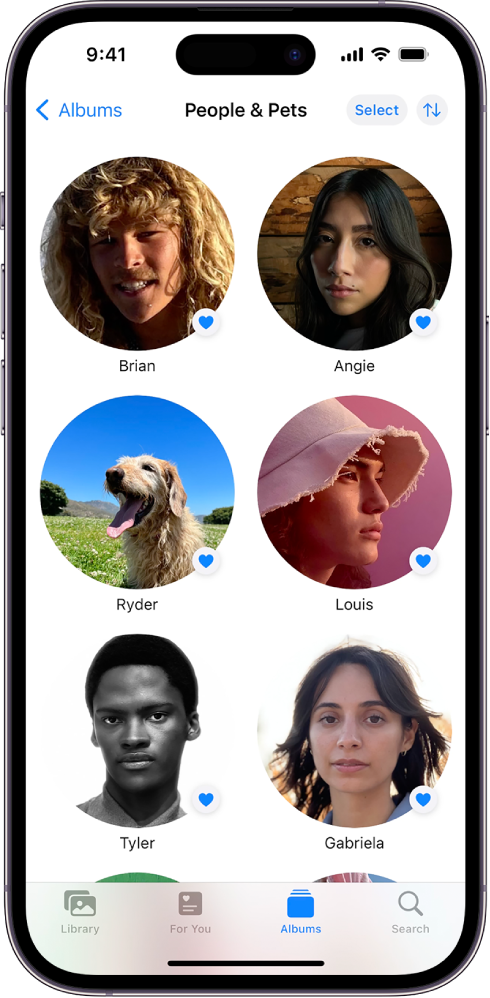 9:41
Albums People & Pets Select
Brian Angie
Ryder Louis
Tyler Gabriela
Library For You Albums Search